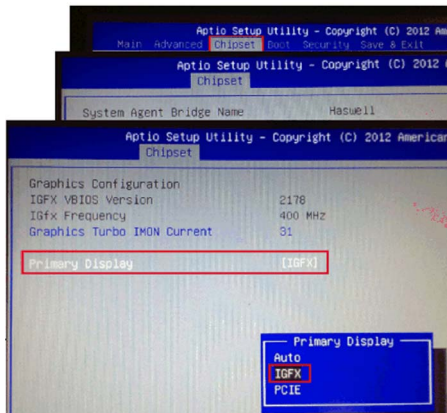 Aptio Setup Utility - Copyright (C) 2012 Am
Main Advanced Chipset Boot Security Save & Exit
Aptio Setup Utility - Copyright (C) 2012
Chipset
System Agent Bridge Name Haswell
Aptio Setup Utility - Copyright (C) 2012 American
Chipset
Graphics Configuration
IGFX VBIOS Version 2178
IGfx Frequency 400 MHz
Graphics Turbo IMON Current 31
Primary Display [IGFX]
Primary Display
Auto
IGFX
PCIE